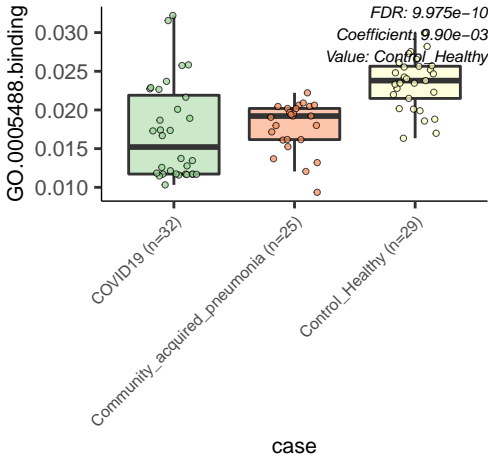 FDR: 9.975e−10
Coefficient: 9.90e−03
Value: Control_Healthy
GO.0005488.binding
0.030
0.025
0.020
0.015
0.010
COVID19 (n=32)
Community_acquired_pneumonia (n=25)
Control_Healthy (n=29)
case